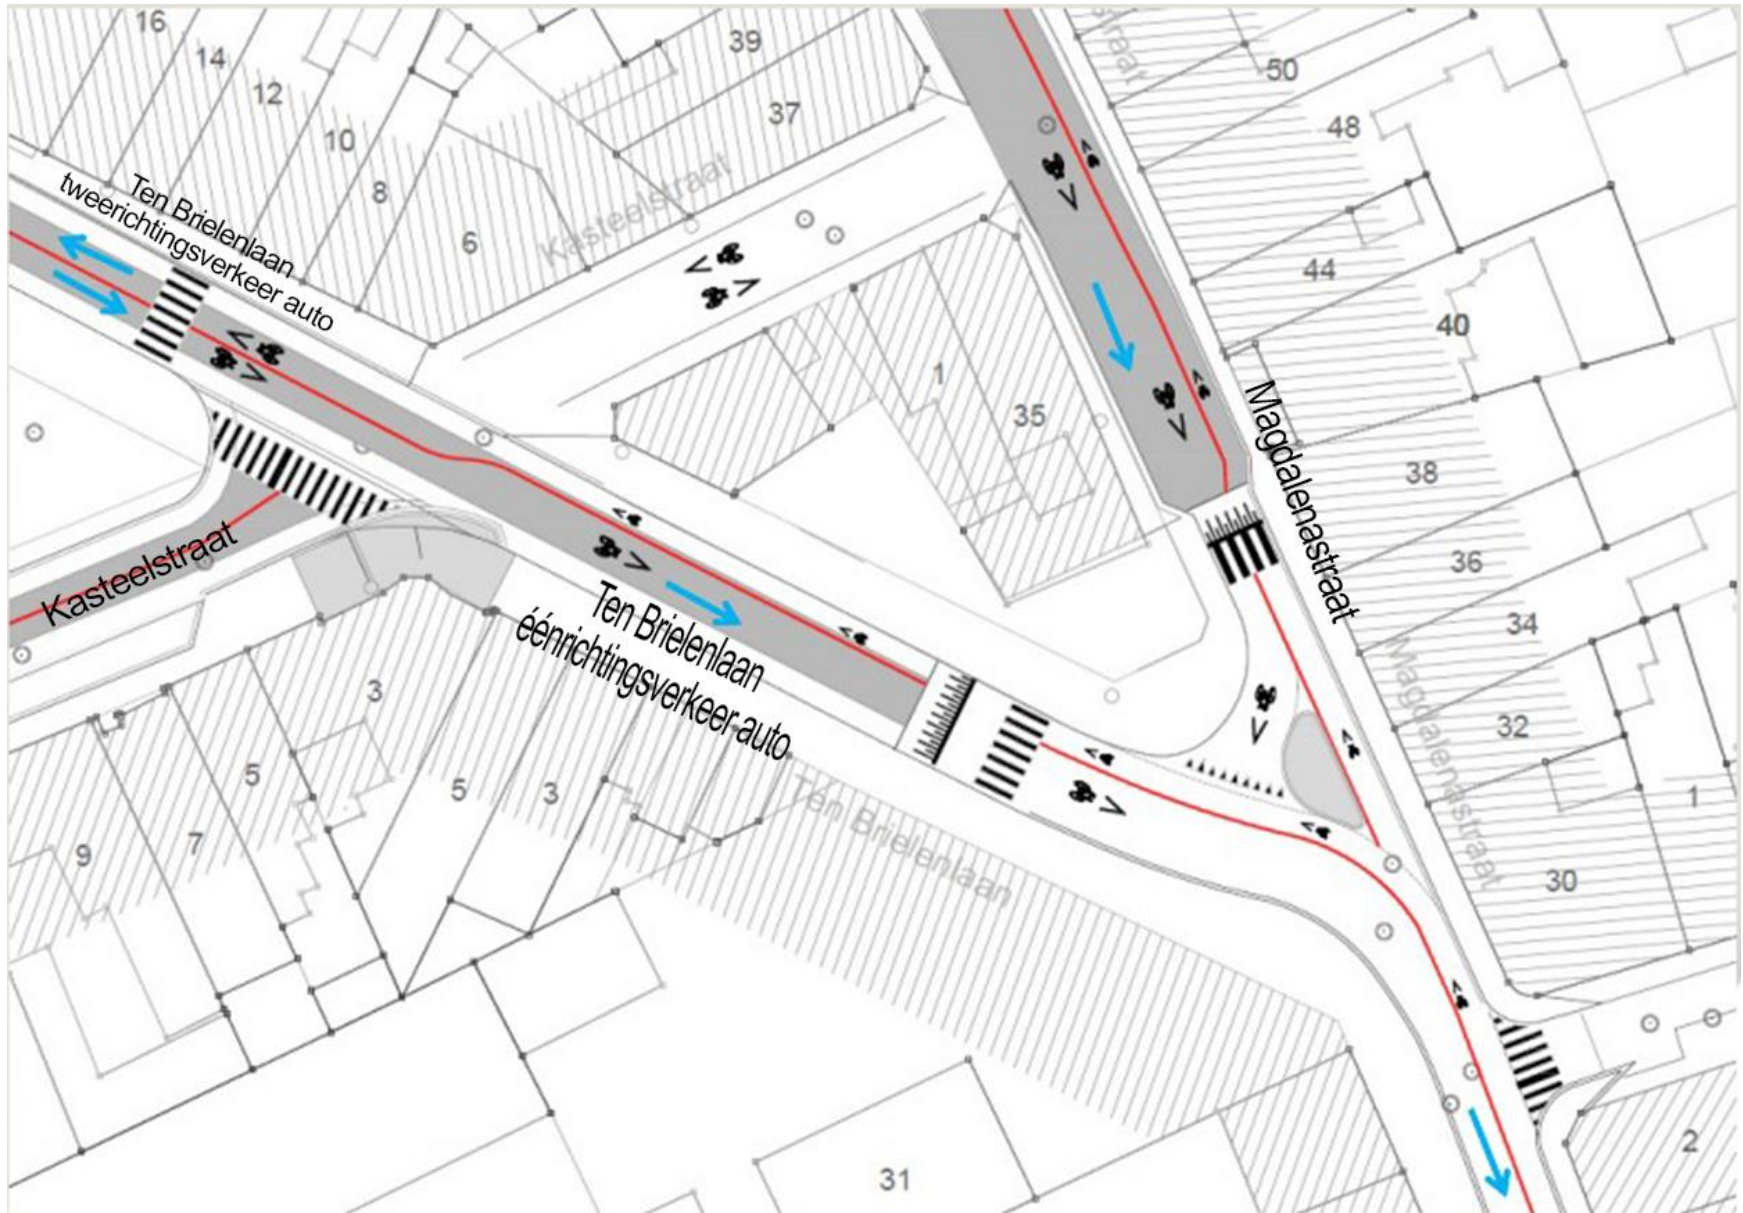 16
14
12
10
8
6
39
37
Kasteelstraat
straat
50
48
44
40
38
36
34
32
30
1
2
1
35
Ten Brielenlaan
tweerichtingsverkeer auto
Kasteelstraat
Magdalenastraat
Magdalenastraat
Ten Brielenlaan
éénrichtingsverkeer auto
Ten Brielenlaan
3
5
7
9
5
3
31